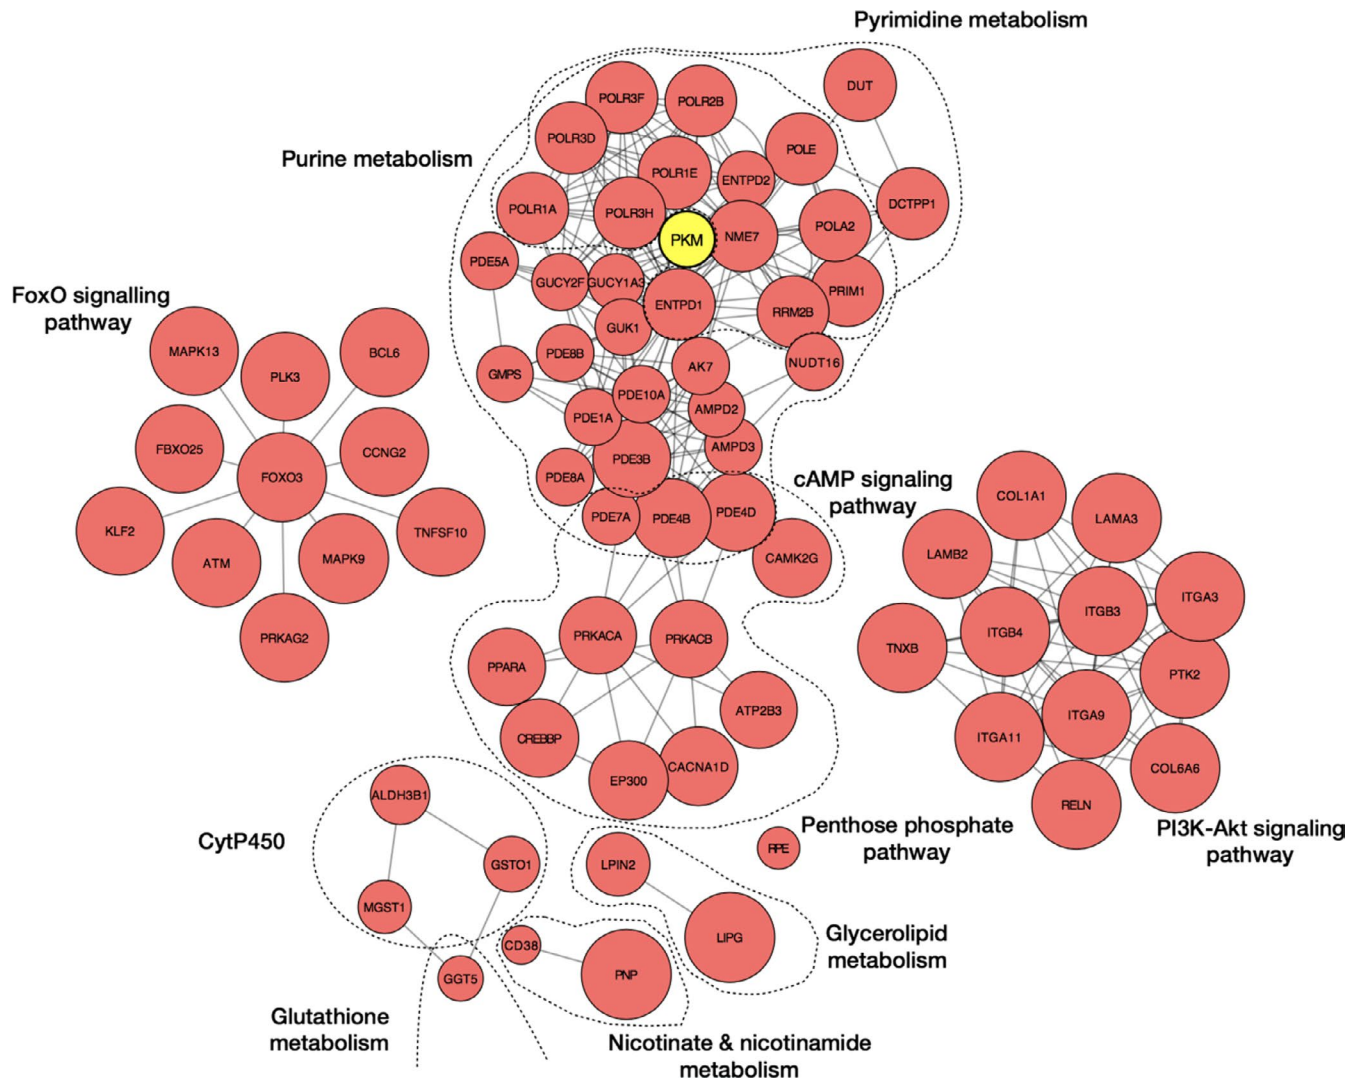 Pyrimidine metabolism
DUT
POLR3F
POLR2B
POLR3D
POLE
Purine metabolism
POLR1E
ENTPD2
DCTPP1
POLR1A
POLR3H
POLA2
PKM
NME7
PDE5A
GUCY2F
GUCY1A3
PRIM1
ENTPD1
RRM2B
FoxO signalling
pathway
GUK1
MAPK13
BCL6
PLK3
PDE8B
NUDT16
GMPS
AK7
PDE10A
AMPD2
PDE1A
FBXO25
CCNG2
AMPD3
PDE3B
FOXO3
PDE8A
cAMP signaling
pathway
COL1A1
PDE7A
PDE4B
PDE4D
LAMA3
KLF2
TNFSF10
LAMB2
CAMK2G
ATM
MAPK9
ITGA3
ITGB3
PRKAG2
PRKACA
PRKACB
ITGB4
TNXB
PPARA
PTK2
ATP2B3
ITGA9
CREBBP
ITGA11
EP300
CACNA1D
COL6A6
ALDH3B1
RELN
CytP450
Penthose phosphate
pathway
PI3K-Akt signaling
pathway
RPE
GSTO1
LPIN2
MGST1
LIPG
Glycerolipid
metabolism
CD38
PNP
GGT5
Glutathione
metabolism
Nicotinate & nicotinamide
metabolism